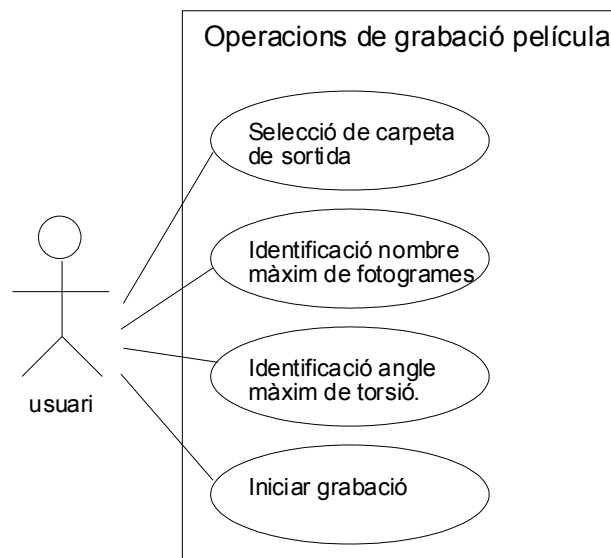 Operacions de grabació película
Selecció de carpeta
de sortida
Identificació nombre
màxim de fotogrames
Identificació angle
màxim de torsió.
usuari
Iniciar grabació